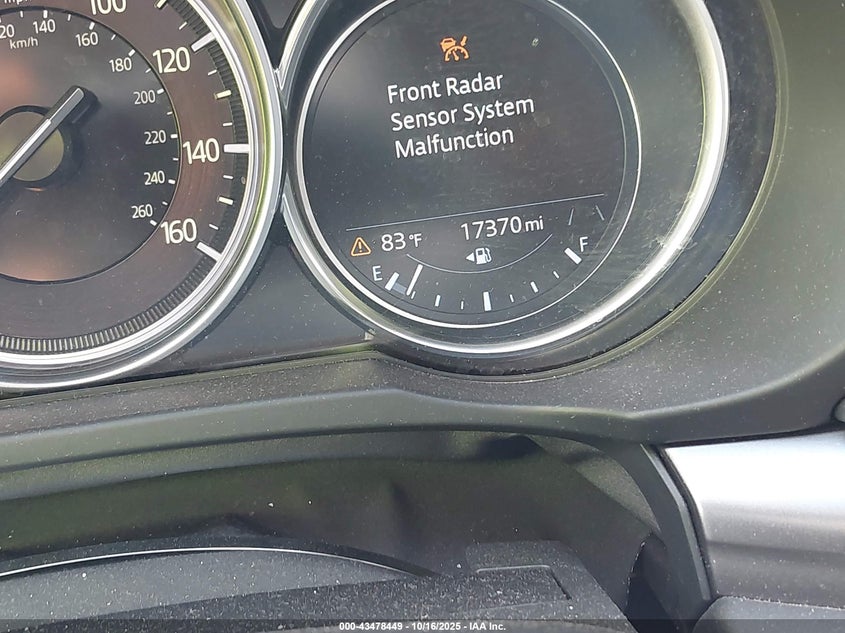 100
120
140
160
120 140
km/h
160
180
200
220
240
260
Front Radar
Sensor System
Malfunction
83°F 17370mi
E F
000-43478449 - 10/16/2025 - IAA Inc.